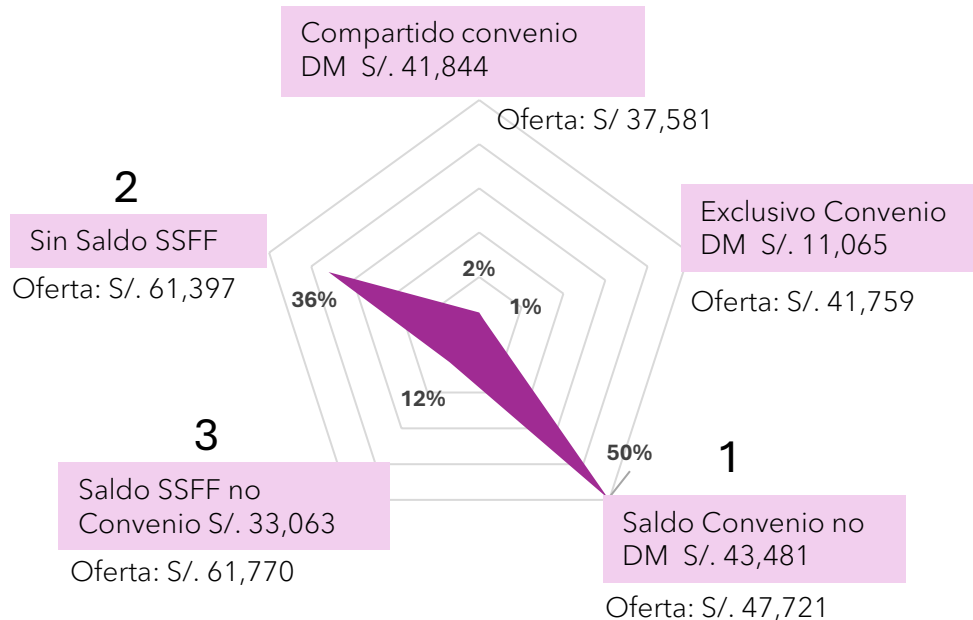 Compartido convenio
DM  S/. 41,844
Oferta: S/ 37,581
2
Sin Saldo SSFF
Oferta: S/. 61,397
Exclusivo Convenio
DM  S/. 11,065
Oferta: S/. 41,759
2%
1%
36%
12%
50%
3
Saldo SSFF no
Convenio S/. 33,063
Oferta: S/. 61,770
1
Saldo Convenio no
DM  S/. 43,481
Oferta: S/. 47,721